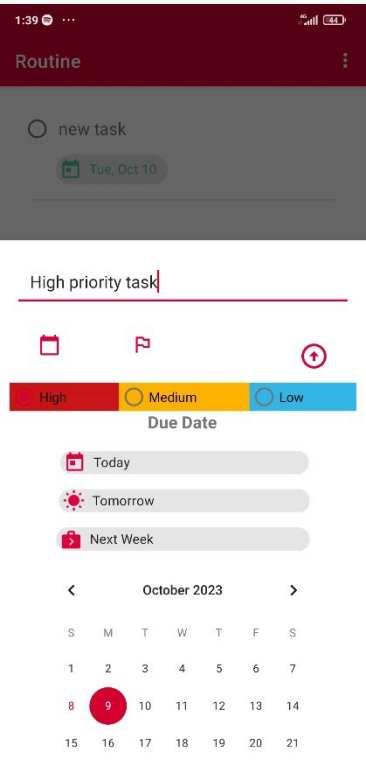 1:39 ... 4G 44
Routine
new task
Tue, Oct 10
High priority task
High Medium Low
Due Date
Today
Tomorrow
Next Week
October 2023
S M T W T F S
1 2 3 4 5 6 7
8 9 10 11 12 13 14
15 16 17 18 19 20 21